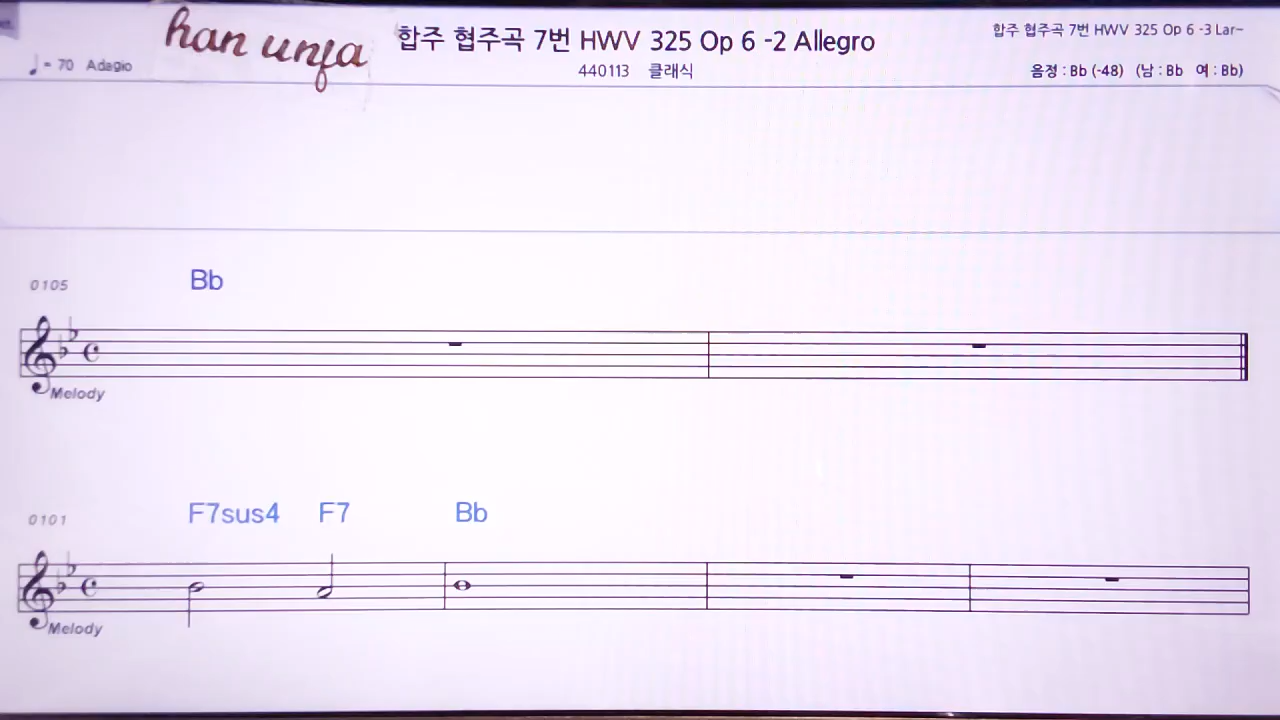 han unfa
합주 협주곡 7번 HWV 325 Op 6 -2 Allegro
합주 협주곡 7번 HWV 325 Op 6 -3 Lar~
♩= 70 Adagio
440113 클래식
음정 : Bb (-48) (남 : Bb 여 : Bb)
0105 Bb
Melody
0101 F7sus4 F7 Bb
Melody